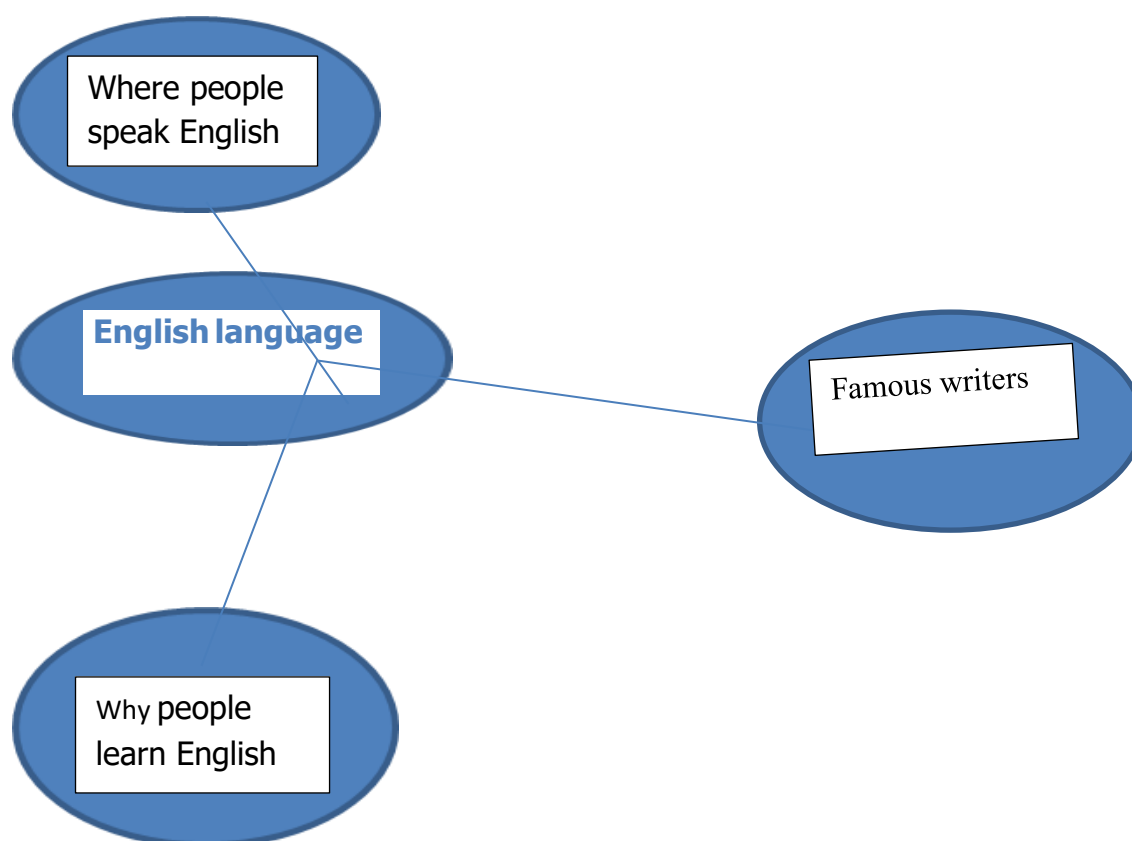 Where people
speak English
English language
Famous writers
Why people
learn English